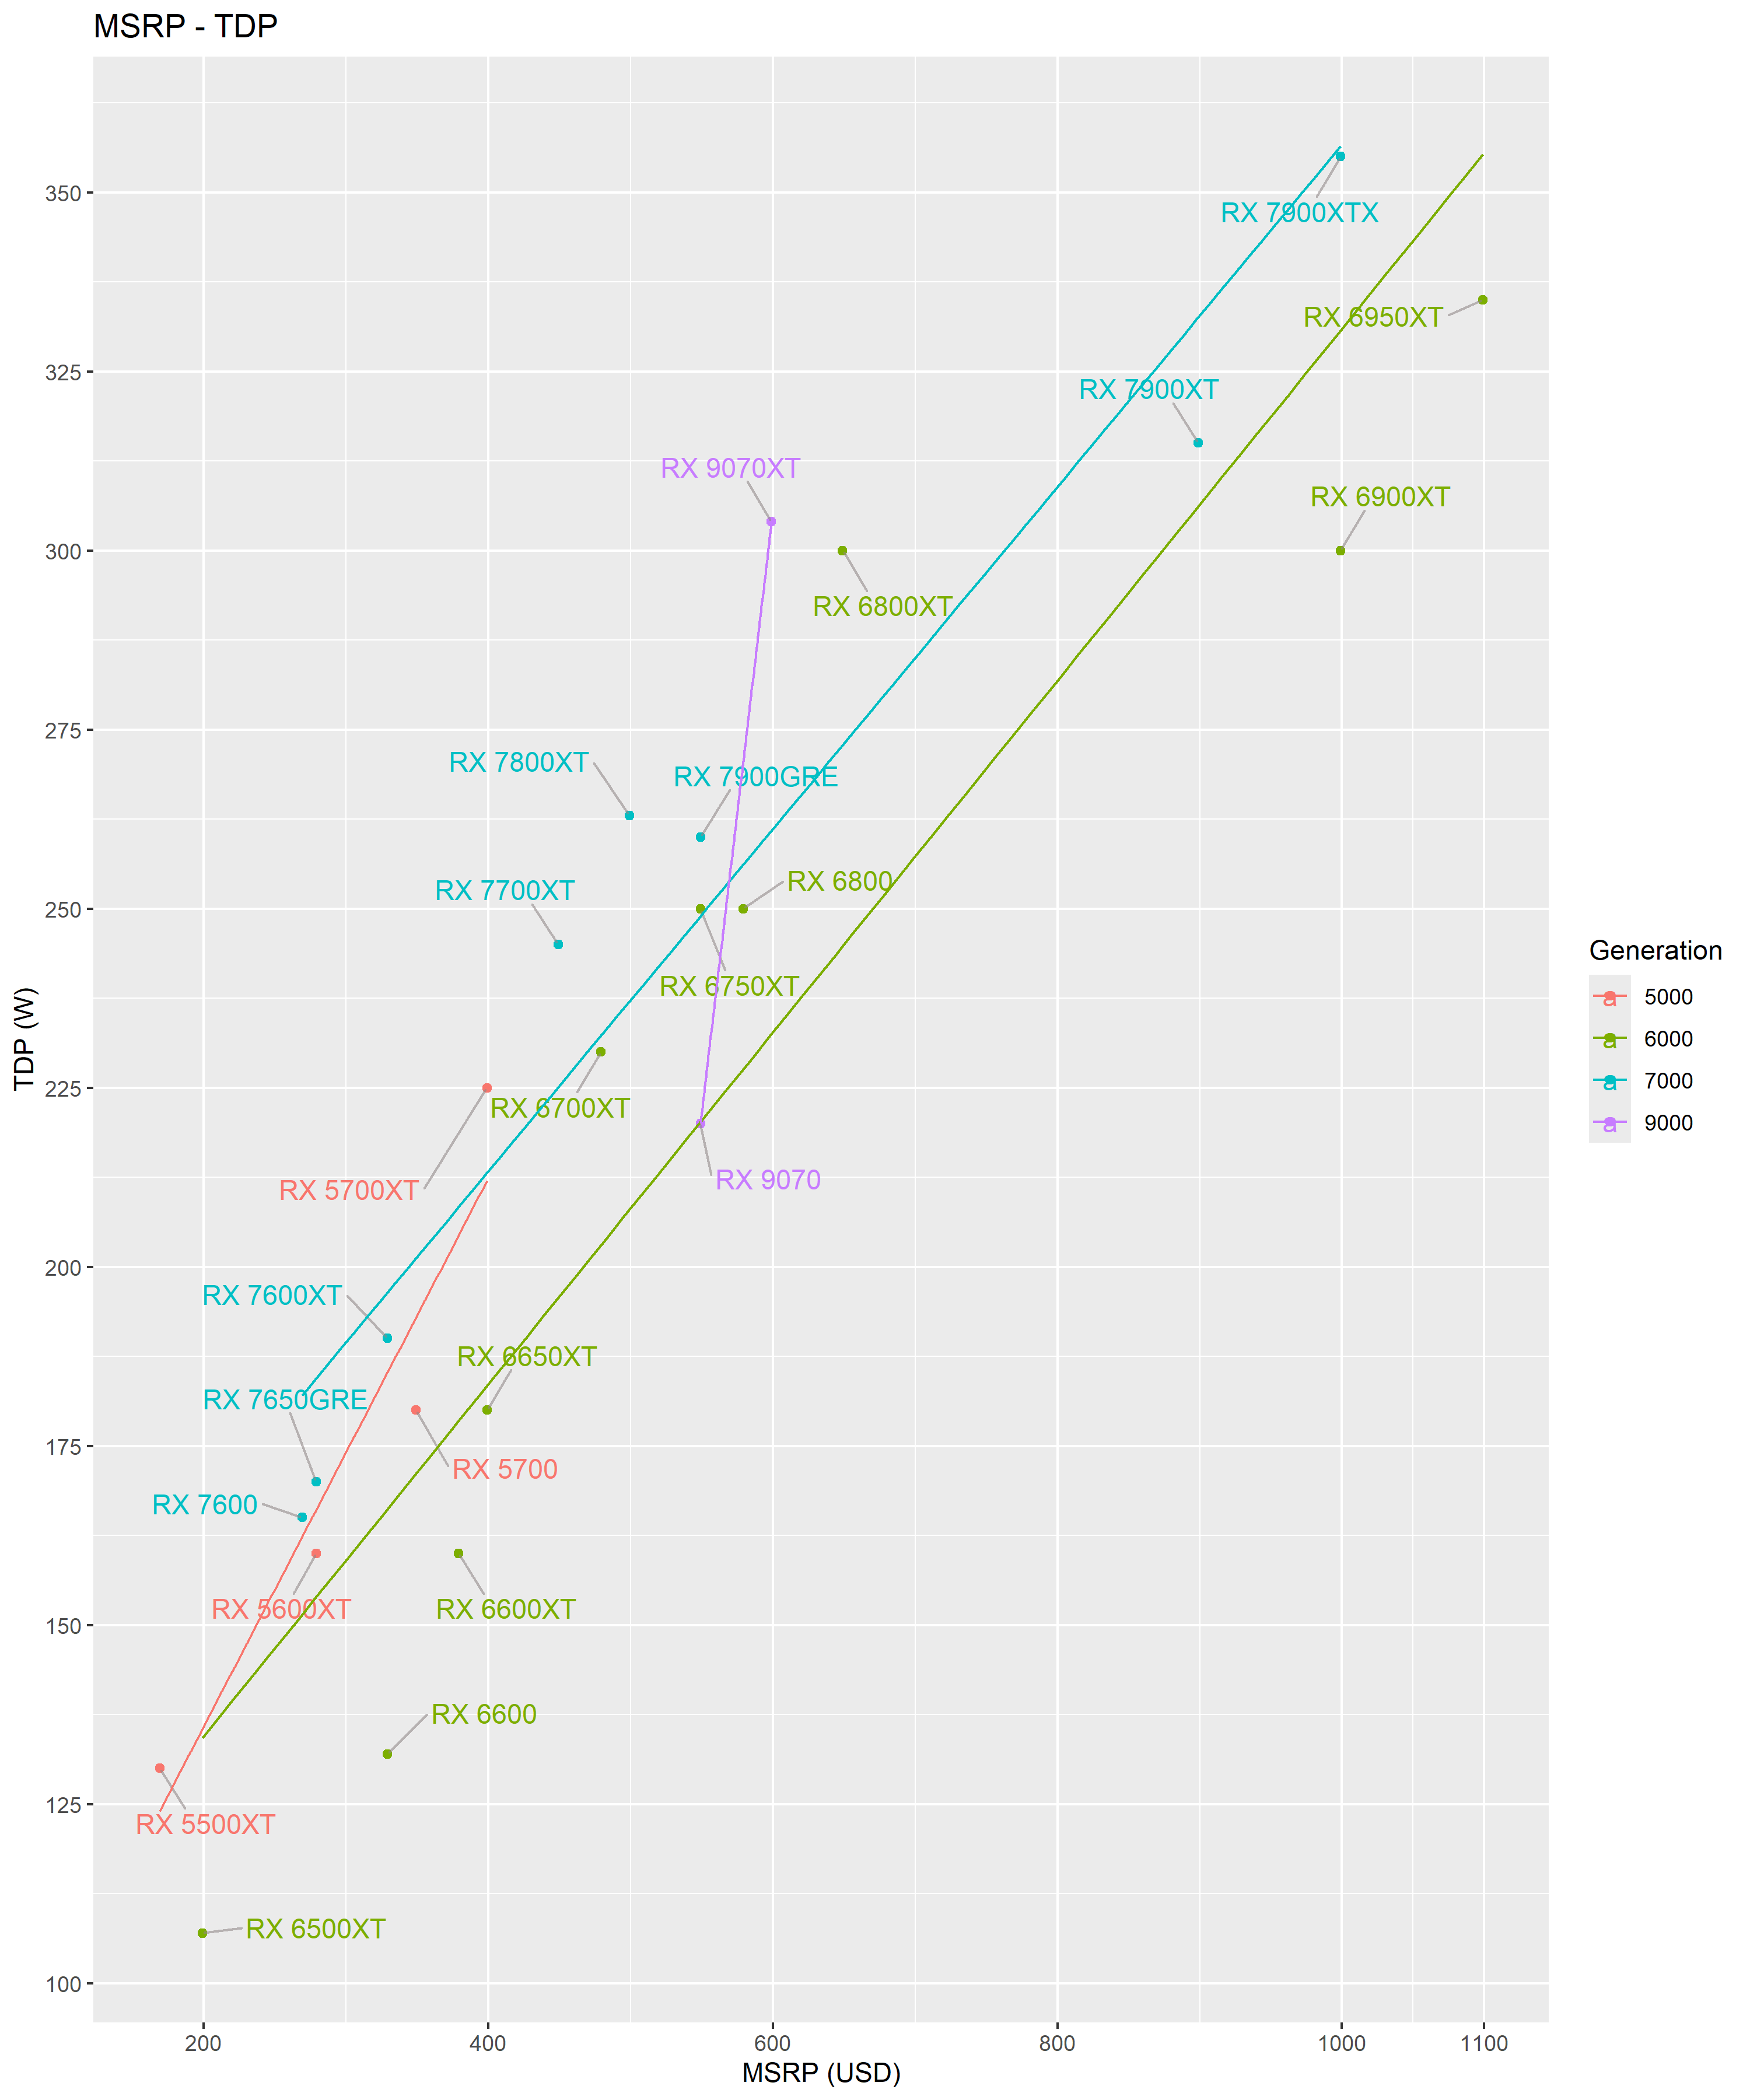 MSRP - TDP
350
RX 7900XTX
RX 6950XT
325
RX 7900XT
RX 9070XT
RX 6900XT
300
RX 6800XT
275
RX 7800XT
RX 7900GRE
RX 7700XT
RX 6800
250
RX 6750XT
TDP (W)
225
RX 6700XT
RX 5700XT
RX 9070
200
RX 7600XT
RX 6650XT
RX 7650GRE
175
RX 5700
RX 7600
RX 5600XT
RX 6600XT
150
RX 6600
125
RX 5500XT
RX 6500XT
100
200
400
600
800
1000
1100
MSRP (USD)
Generation
a 5000
a 6000
a 7000
a 9000